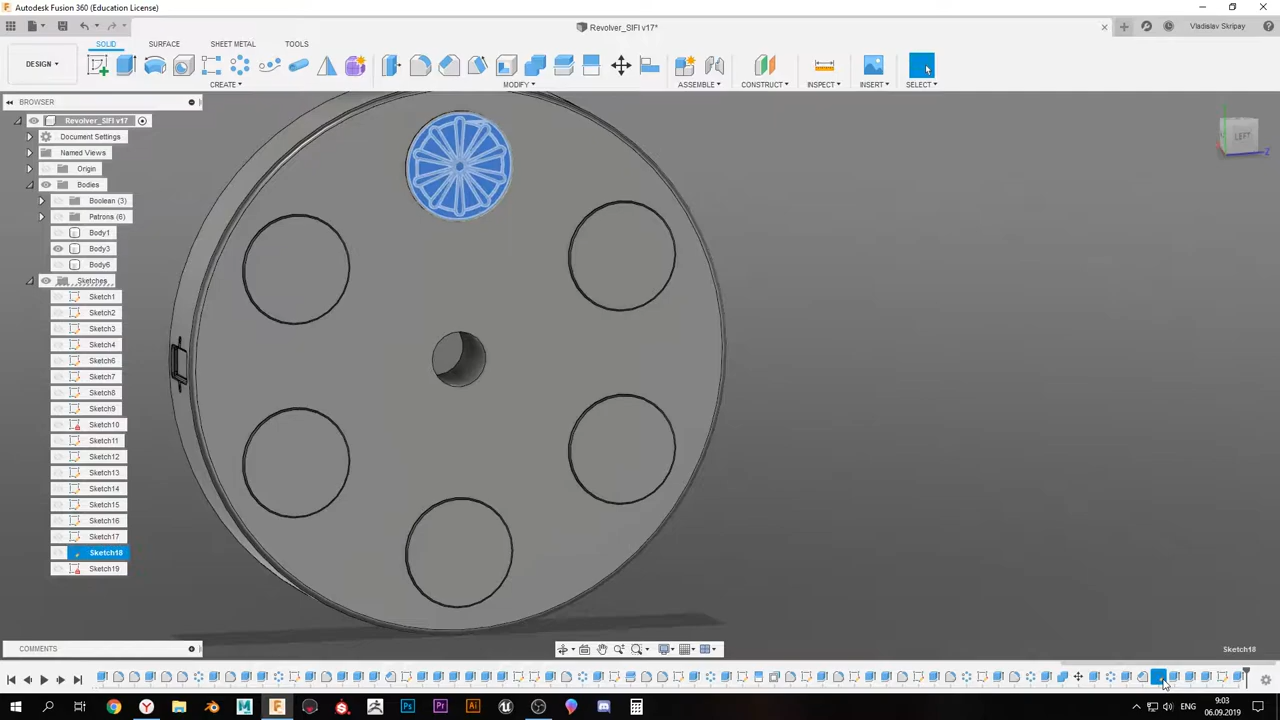 Autodesk Fusion 360 (Education License)
Revolver_SIFI v17*
Vladislav Skripay
SOLID SURFACE SHEET METAL TOOLS
DESIGN
CREATE
MODIFY
ASSEMBLE
CONSTRUCT
INSPECT
INSERT
SELECT
BROWSER
Revolver_SIFI v17
Document Settings
Named Views
Origin
Bodies
Boolean (3)
Patrons (6)
Body1
Body3
Body6
Sketches
Sketch1
Sketch2
Sketch3
Sketch4
Sketch6
Sketch7
Sketch8
Sketch9
Sketch10
Sketch11
Sketch12
Sketch13
Sketch14
Sketch15
Sketch16
Sketch17
Sketch18
Sketch19
LEFT
Z
COMMENTS
Sketch18
ENG
9:03
06.09.2019